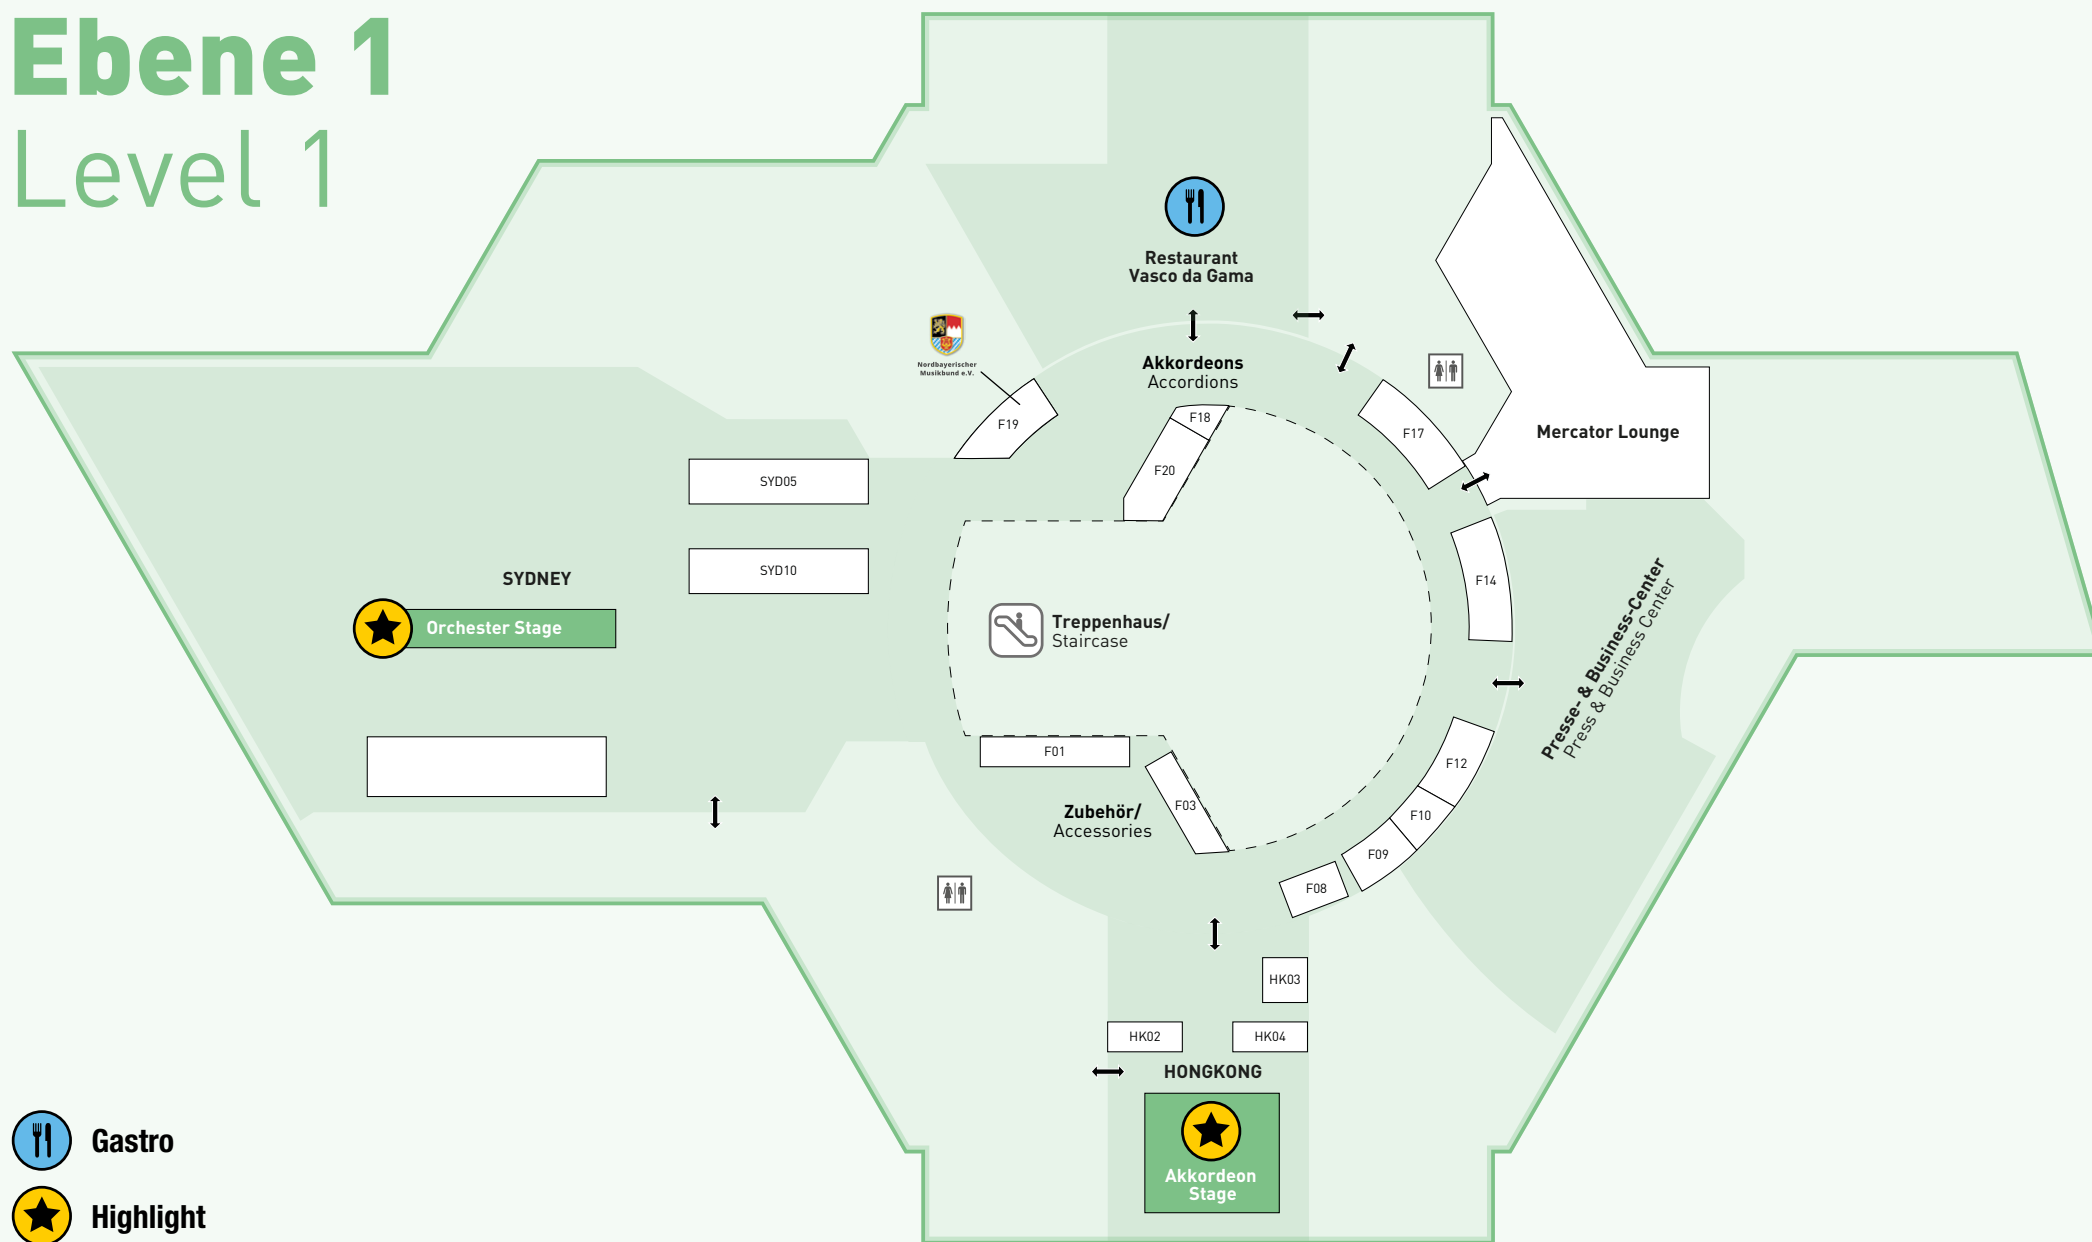 Ebene 1
Level 1
Restaurant
Vasco da Gama
Nordbayerischer
Musikbund e.V.
Akkordeons
Accordions
F19
F18
F20
F17
Mercator Lounge
SYD05
SYD10
SYDNEY
Orchester Stage
Treppenhaus/
Staircase
F14
Presse- & Business-Center
Press & Business Center
F01
F03
Zubehör/
Accessories
F12
F10
F09
F08
HK03
HK02
HK04
HONGKONG
Akkordeon
Stage
Gastro
Highlight